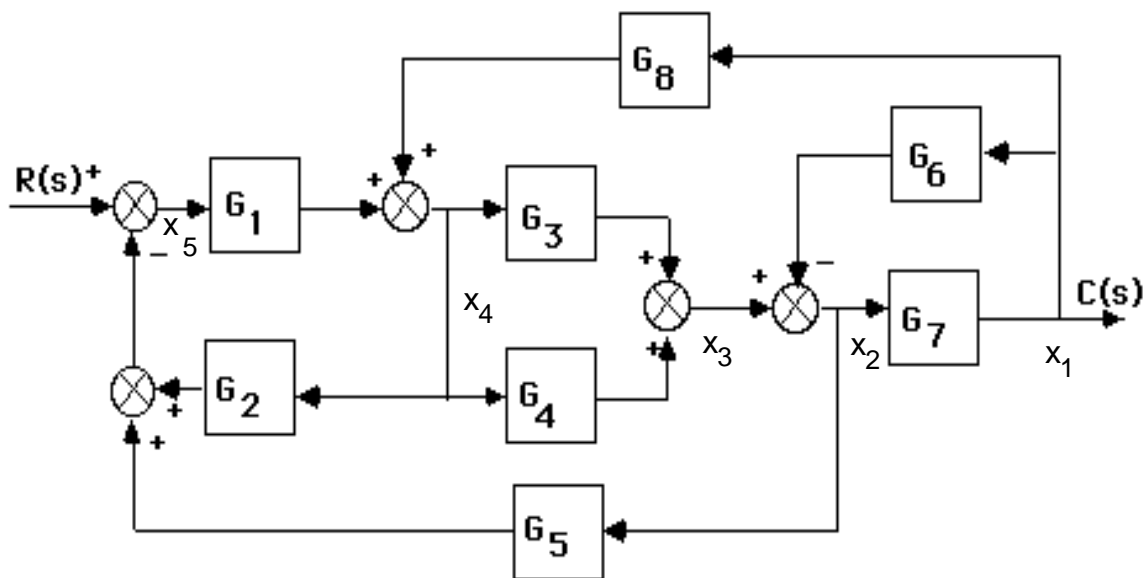 G8
G6
R(s) +
+
+
G1
G3
x5
−
+
+
−
C(s)
x4
G7
x3
x2
x1
+
G2
G4
+
+
G5